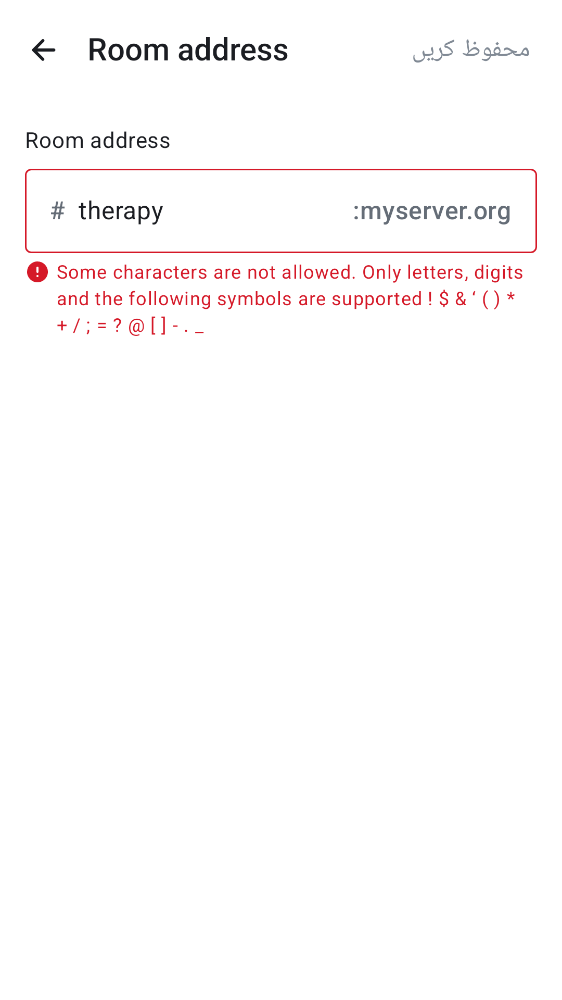 Room address
محفوظ کریں
Room address
# therapy :myserver.org
Some characters are not allowed. Only letters, digits
and the following symbols are supported ! $ & ‘ ( ) *
+ / ; = ? @ [ ] - . _